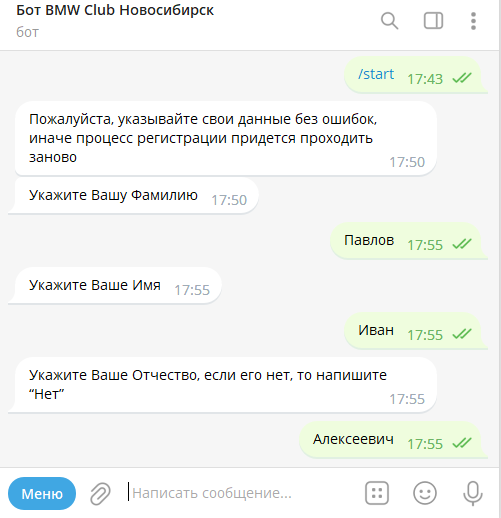 Бот BMW Club Новосибирск
бот
/start 17:43
Пожалуйста, указывайте свои данные без ошибок,
иначе процесс регистрации придется проходить
заново
17:50
Укажите Вашу Фамилию 17:50
Павлов 17:55
Укажите Ваше Имя 17:55
Иван 17:55
Укажите Ваше Отчество, если его нет, то напишите
“Нет”
17:55
Алексеевич 17:55
Меню Написать сообщение...